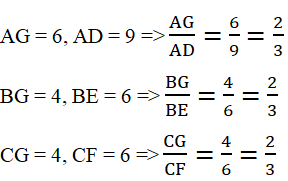 AG = 6, AD = 9 => AG/AD = 6/9 = 2/3
BG = 4, BE = 6 => BG/BE = 4/6 = 2/3
CG = 4, CF = 6 => CG/CF = 4/6 = 2/3